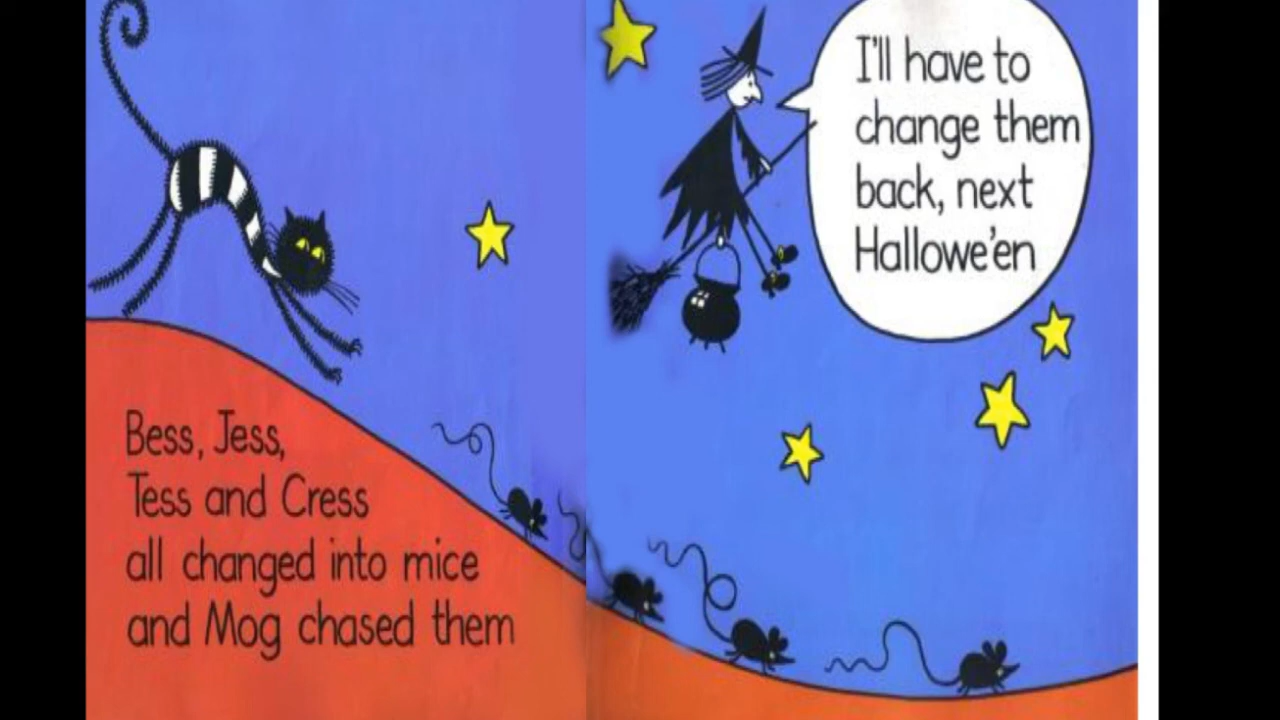 Bess, Jess,
Tess and Cress
all changed into mice
and Mog chased them
I'll have to
change them
back, next
Hallowe'en